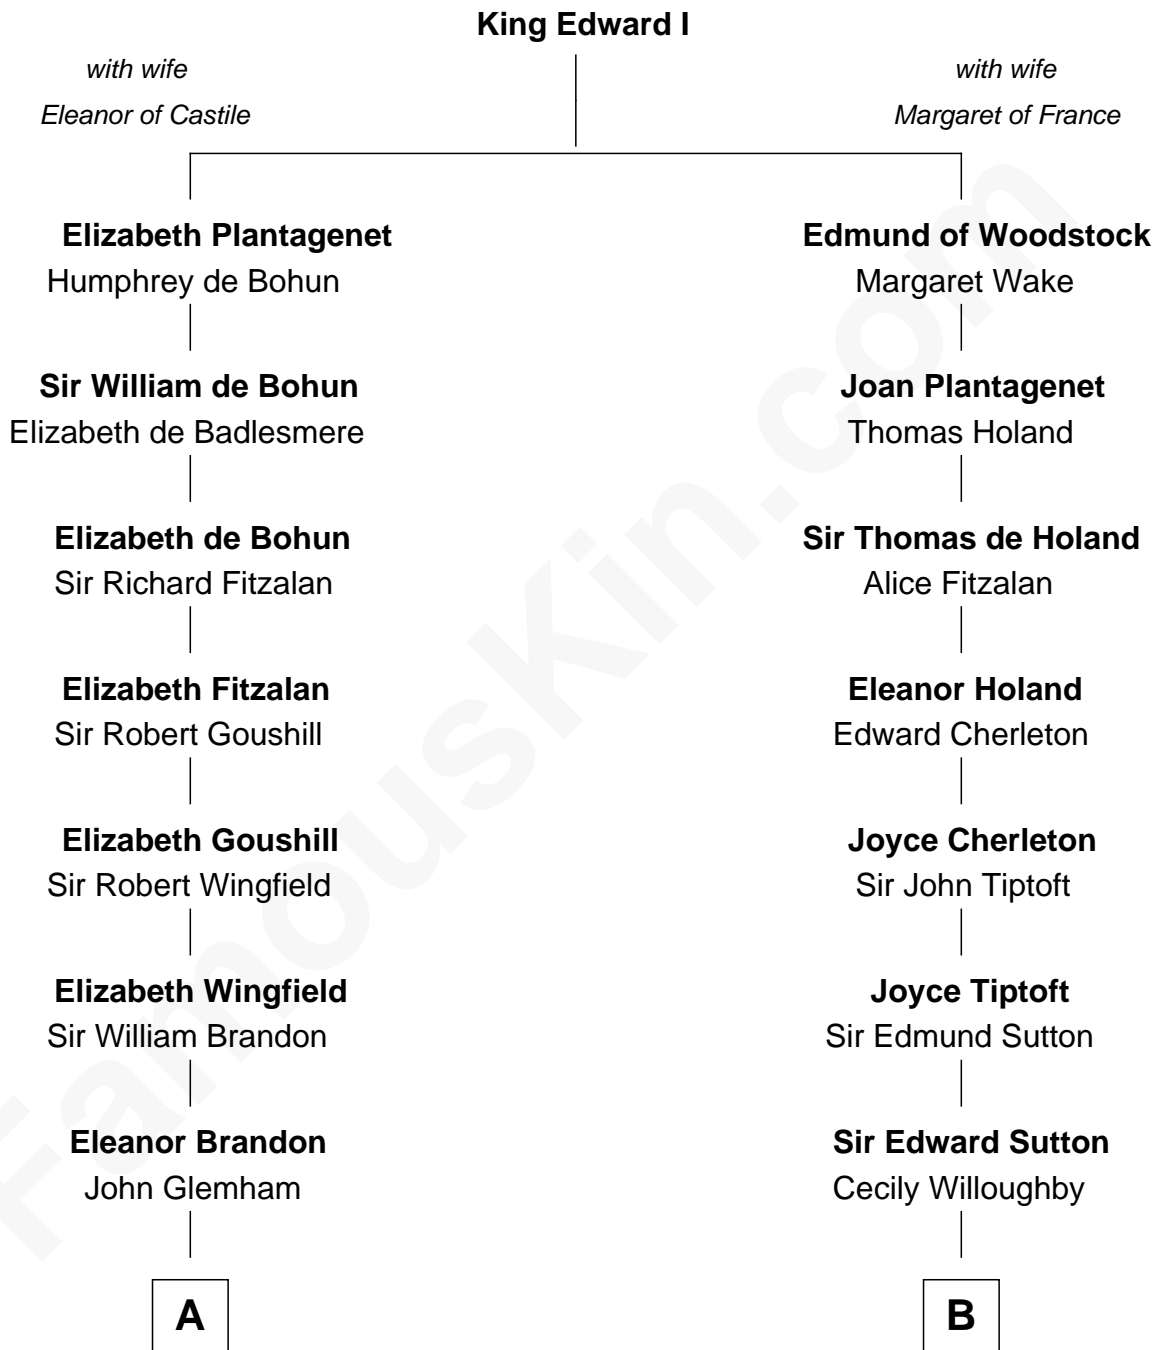 King Edward I
with wife
Eleanor of Castile
with wife
Margaret of France
Elizabeth Plantagenet
Humphrey de Bohun
Edmund of Woodstock
Margaret Wake
Sir William de Bohun
Elizabeth de Badlesmere
Joan Plantagenet
Thomas Holand
Elizabeth de Bohun
Sir Richard Fitzalan
Sir Thomas de Holand
Alice Fitzalan
Elizabeth Fitzalan
Sir Robert Goushill
Eleanor Holand
Edward Cherleton
Elizabeth Goushill
Sir Robert Wingfield
Joyce Cherleton
Sir John Tiptoft
Elizabeth Wingfield
Sir William Brandon
Joyce Tiptoft
Sir Edmund Sutton
Eleanor Brandon
John Glemham
Sir Edward Sutton
Cecily Willoughby
A
B
FamousKin.com